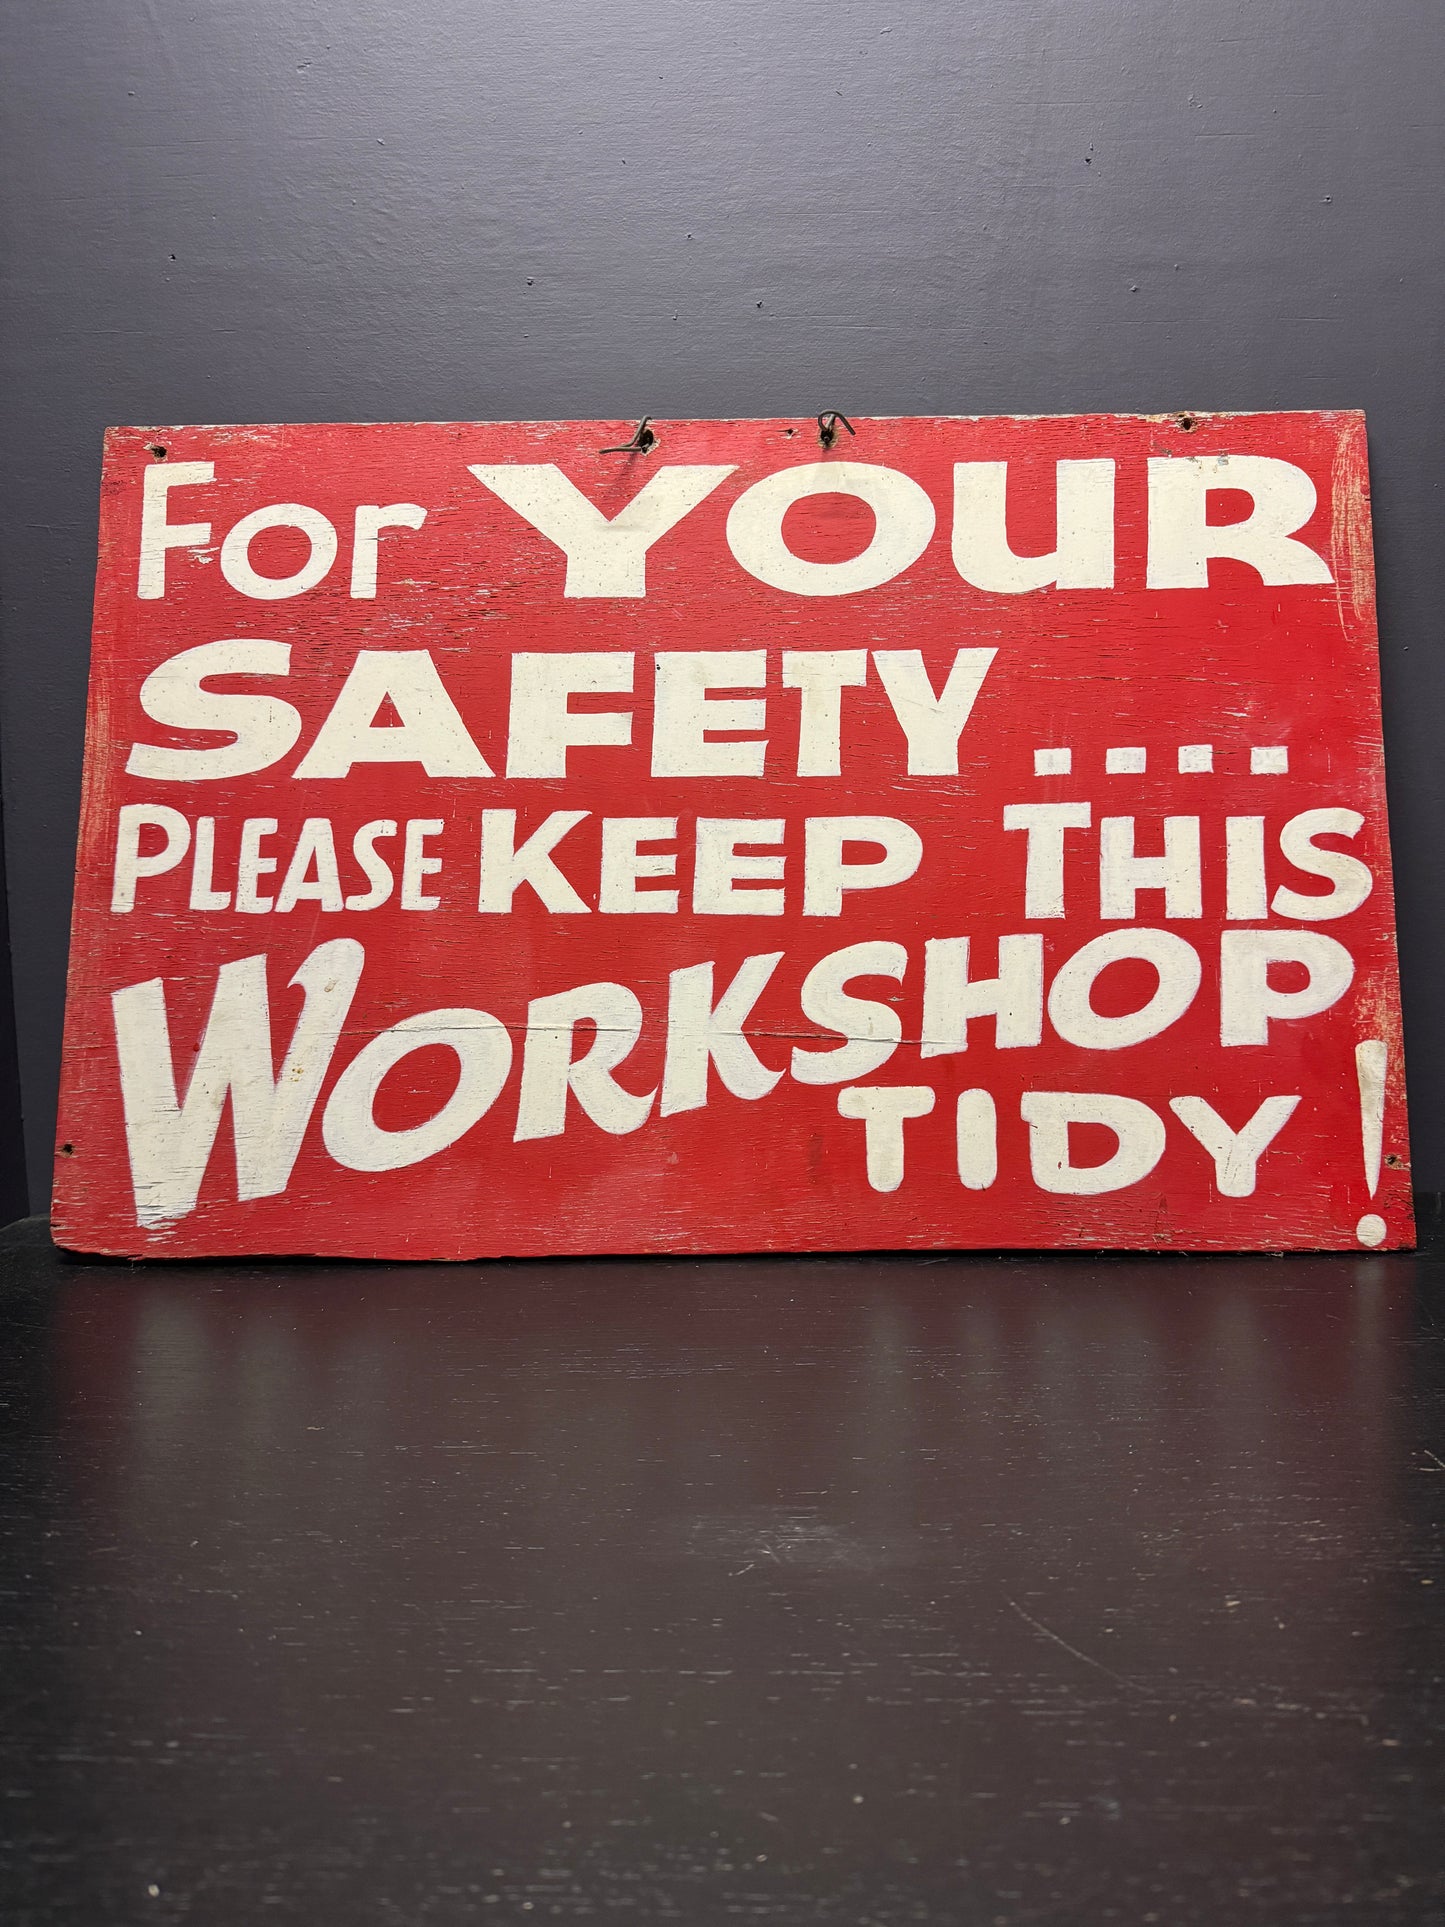 For YOUR
SAFETY ....
PLEASE KEEP THIS
WORKSHOP
TIDY!